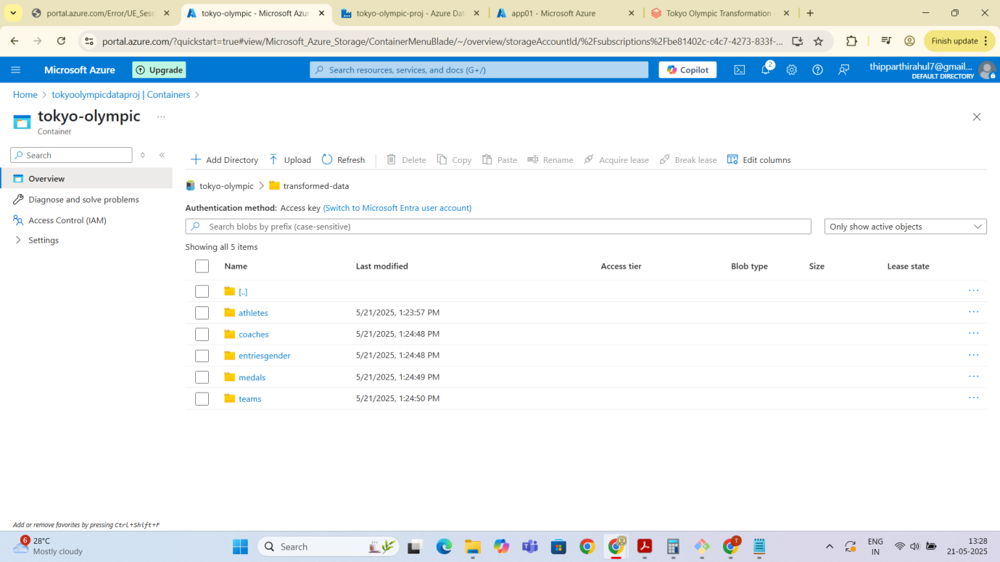 portal.azure.com/Error/UE_Sess
tokyo-olympic - Microsoft Azur
tokyo-olympic-proj - Azure Dat
app01 - Microsoft Azure
Tokyo Olympic Transformation -
portal.azure.com/?quickstart=true#view/Microsoft_Azure_Storage/ContainerMenuBlade/~/overview/storageAccountId/%2Fsubscriptions%2Fbe81402c-c4c7-4273-833f-...
Finish update
Microsoft Azure
Upgrade
Search resources, services, and docs (G+/)
Copilot
2
thipparthirahul7@gmail....
DEFAULT DIRECTORY
Home > tokyoolympicdataproj | Containers >
tokyo-olympic ...
Container
Search
Add Directory Upload Refresh Delete Copy Paste Rename Acquire lease Break lease Edit columns
Overview
Diagnose and solve problems
Access Control (IAM)
Settings
tokyo-olympic > transformed-data
Authentication method: Access key (Switch to Microsoft Entra user account)
Search blobs by prefix (case-sensitive)
Only show active objects
Showing all 5 items
Name Last modified Access tier Blob type Size Lease state
[..] ...
athletes 5/21/2025, 1:23:57 PM ...
coaches 5/21/2025, 1:24:48 PM ...
entriesgender 5/21/2025, 1:24:48 PM ...
medals 5/21/2025, 1:24:49 PM ...
teams 5/21/2025, 1:24:50 PM ...
Add or remove favorites by pressing Ctrl+Shift+F
6
28°C
Mostly cloudy
Search
T
ENG
IN
13:28
21-05-2025